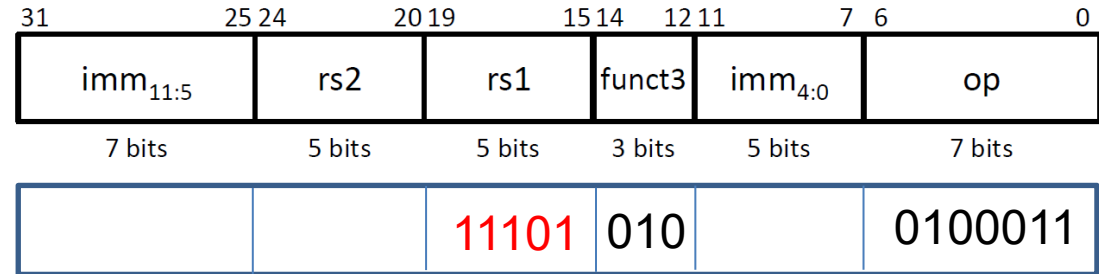 31 25 24 20 19 15 14 12 11 7 6 0
imm11:5 rs2 rs1 funct3 imm4:0 op
7 bits 5 bits 5 bits 3 bits 5 bits 7 bits
11101 010 0100011